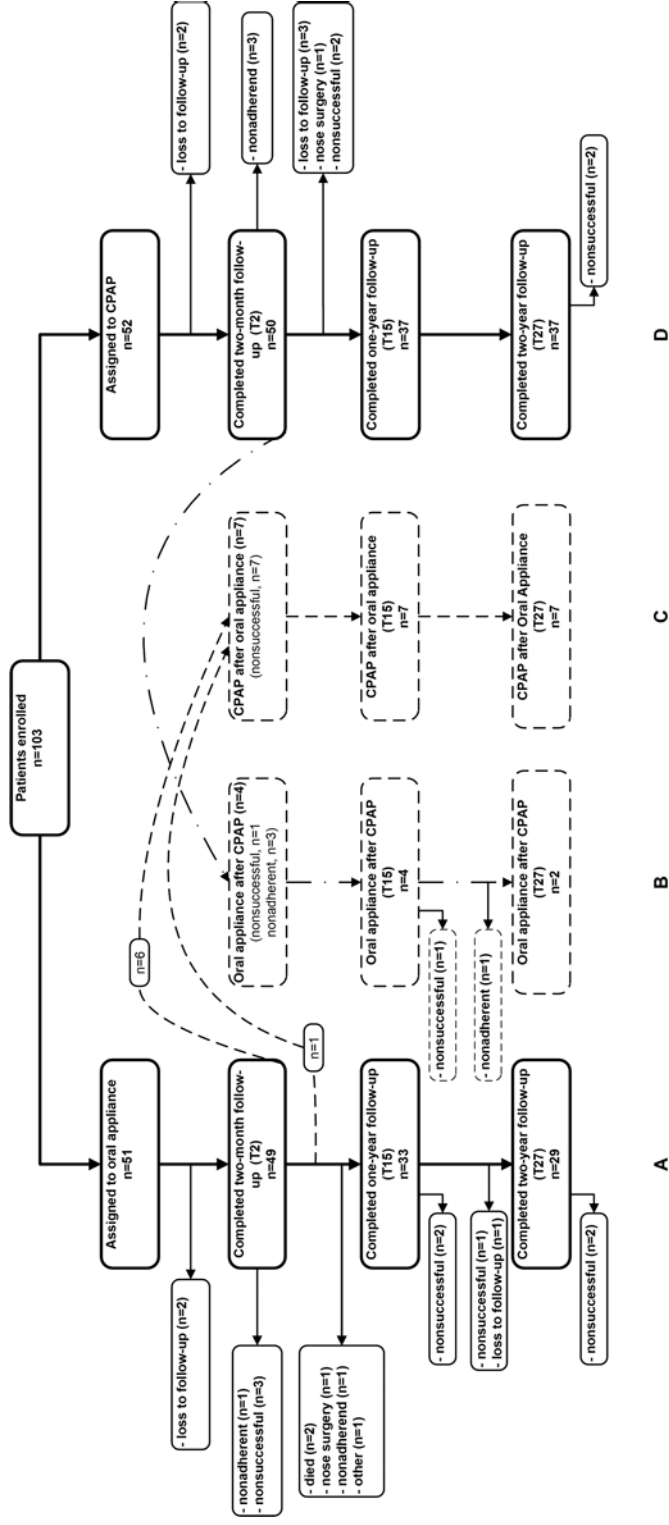 Patients enrolled
n=103
Assigned to oral appliance
n=51
- loss to follow-up (n=2)
Completed two-month follow-
up (T2)
n=49
- nonadherent (n=1)
- nonsuccessful (n=3)
n=6
n=1
- died (n=2)
- nose surgery (n=1)
- nonadherend (n=1)
- other (n=1)
Completed one-year follow-up
(T15)
n=33
- nonsuccessful (n=2)
- nonsuccessful (n=1)
- loss to follow-up (n=1)
Completed two-year follow-up
(T27)
n=29
- nonsuccessful (n=2)
A
Oral appliance after CPAP (n=4)
(nonsuccessful, n=1
nonadherent, n=3)
Oral appliance after CPAP
(T15)
n=4
- nonsuccessful (n=1)
- nonadherent (n=1)
Oral appliance after CPAP
(T27)
n=2
B
CPAP after oral appliance (n=7)
(nonsuccessful, n=7)
CPAP after oral appliance
(T15)
n=7
CPAP after Oral Appliance
(T27)
n=7
C
Assigned to CPAP
n=52
- loss to follow-up (n=2)
Completed two-month follow-
up (T2)
n=50
- nonadherend (n=3)
- loss to follow-up (n=3)
- nose surgery (n=1)
- nonsuccessful (n=2)
Completed one-year follow-up
(T15)
n=37
Completed two-year follow-up
(T27)
n=37
- nonsuccessful (n=2)
D